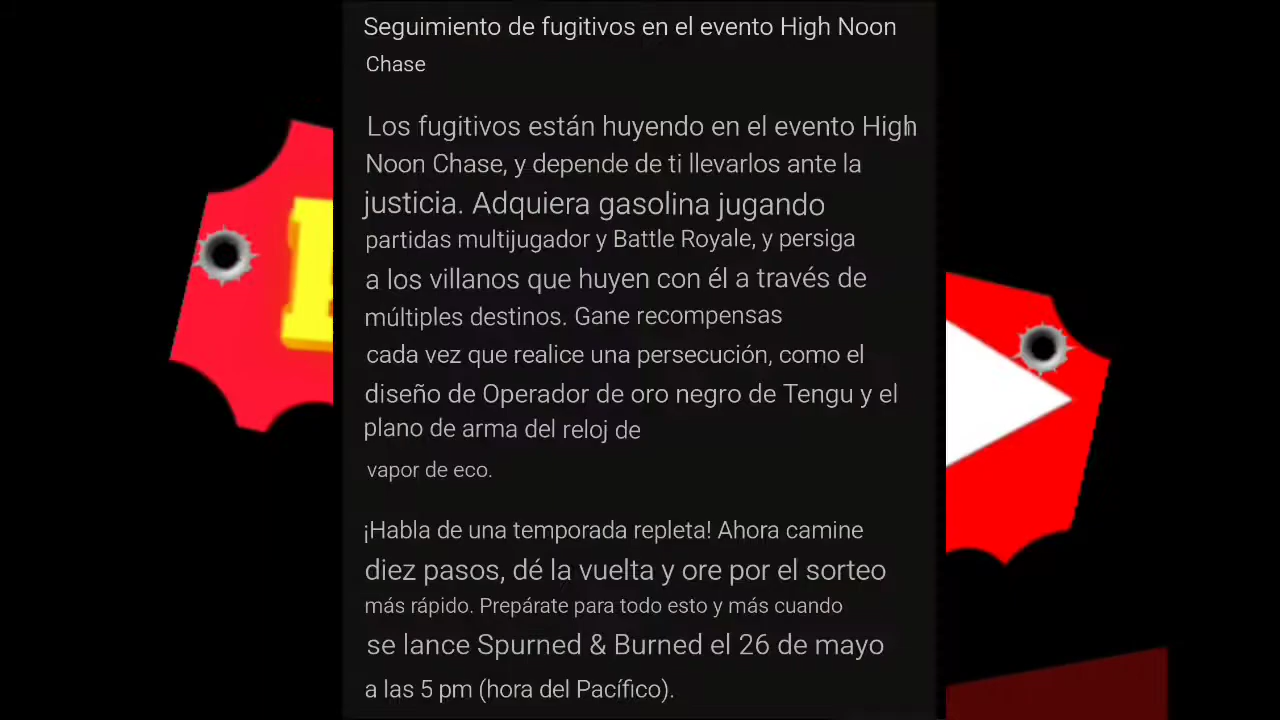 Seguimiento de fugitivos en el evento High Noon
Chase
Los fugitivos están huyendo en el evento High
Noon Chase, y depende de ti llevarlos ante la
justicia. Adquiera gasolina jugando
partidas multijugador y Battle Royale, y persiga
a los villanos que huyen con él a través de
múltiples destinos. Gane recompensas
cada vez que realice una persecución, como el
diseño de Operador de oro negro de Tengu y el
plano de arma del reloj de
vapor de eco.
¡Habla de una temporada repleta! Ahora camine
diez pasos, dé la vuelta y ore por el sorteo
más rápido. Prepárate para todo esto y más cuando
se lance Spurned & Burned el 26 de mayo
a las 5 pm (hora del Pacífico).